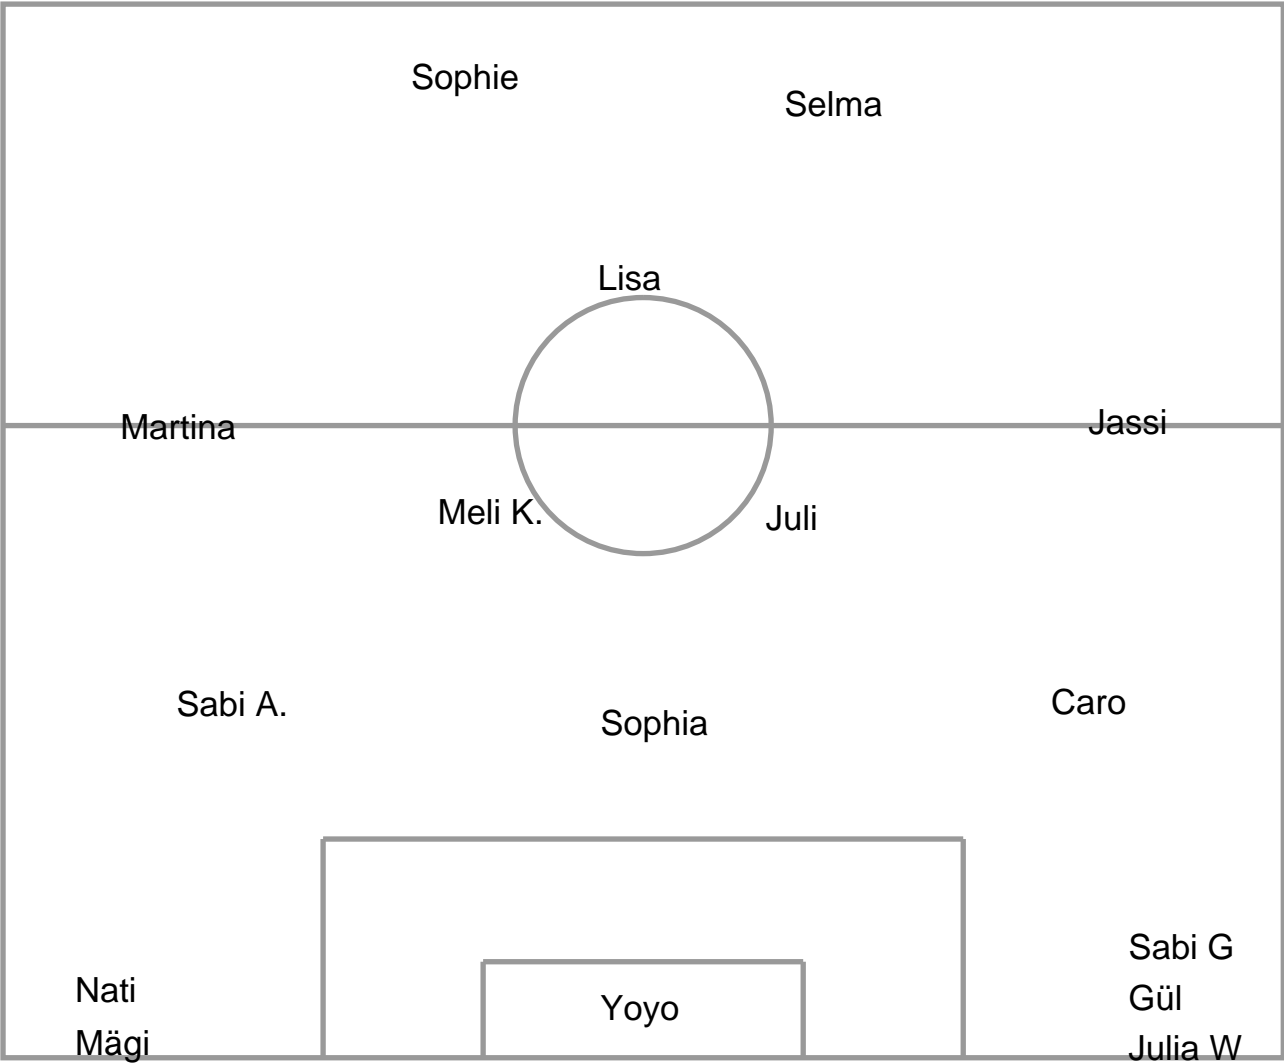 Sophie
Selma
Lisa
Martina
Jassi
Meli K.
Juli
Sabi A.
Sophia
Caro
Sabi G
Nati
Gül
Yoyo
Mägi
Julia W